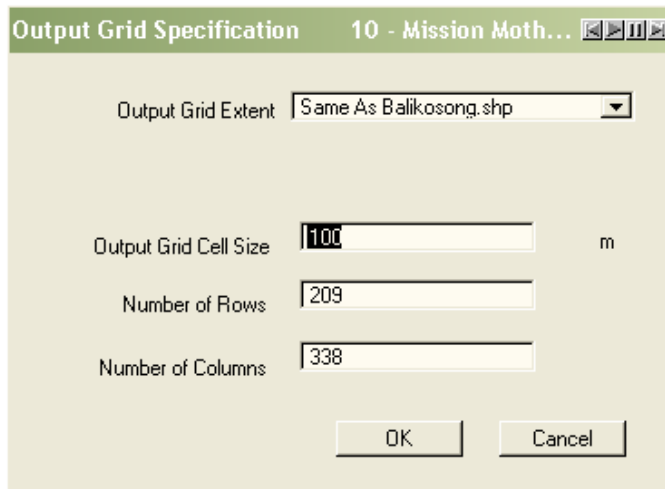 Output Grid Specification 10 - Mission Moth...
Output Grid Extent Same As Balikosong.shp
Output Grid Cell Size 100 m
Number of Rows 209
Number of Columns 338
OK Cancel